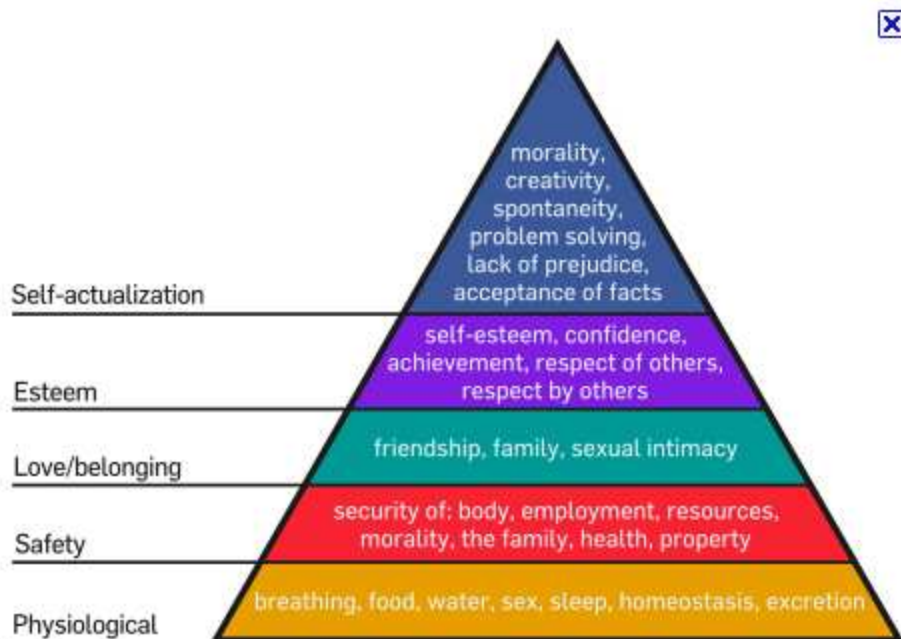 morality,
creativity,
spontaneity,
problem solving,
lack of prejudice,
acceptance of facts
Self-actualization
self-esteem, confidence,
achievement, respect of others,
respect by others
Esteem
friendship, family, sexual intimacy
Love/belonging
security of: body, employment, resources,
morality, the family, health, property
Safety
breathing, food, water, sex, sleep, homeostasis, excretion
Physiological